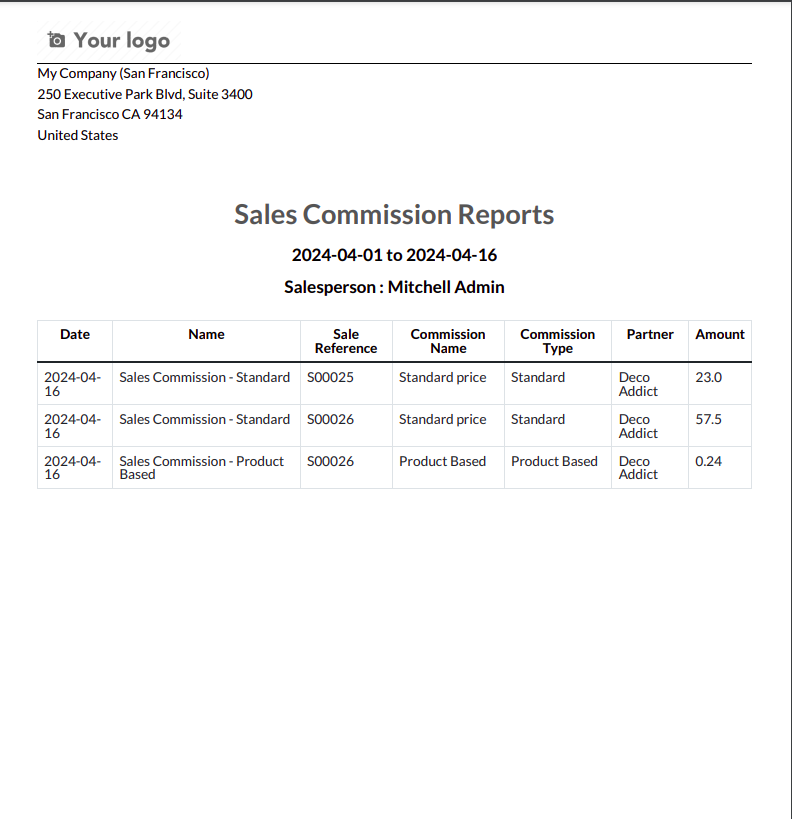 Your logo
My Company (San Francisco)
250 Executive Park Blvd, Suite 3400
San Francisco CA 94134
United States
Sales Commission Reports
2024-04-01 to 2024-04-16
Salesperson : Mitchell Admin
Date Name Sale Reference Commission Name Commission Type Partner Amount
2024-04-16 Sales Commission - Standard S00025 Standard price Standard Deco Addict 23.0
2024-04-16 Sales Commission - Standard S00026 Standard price Standard Deco Addict 57.5
2024-04-16 Sales Commission - Product Based S00026 Product Based Product Based Deco Addict 0.24